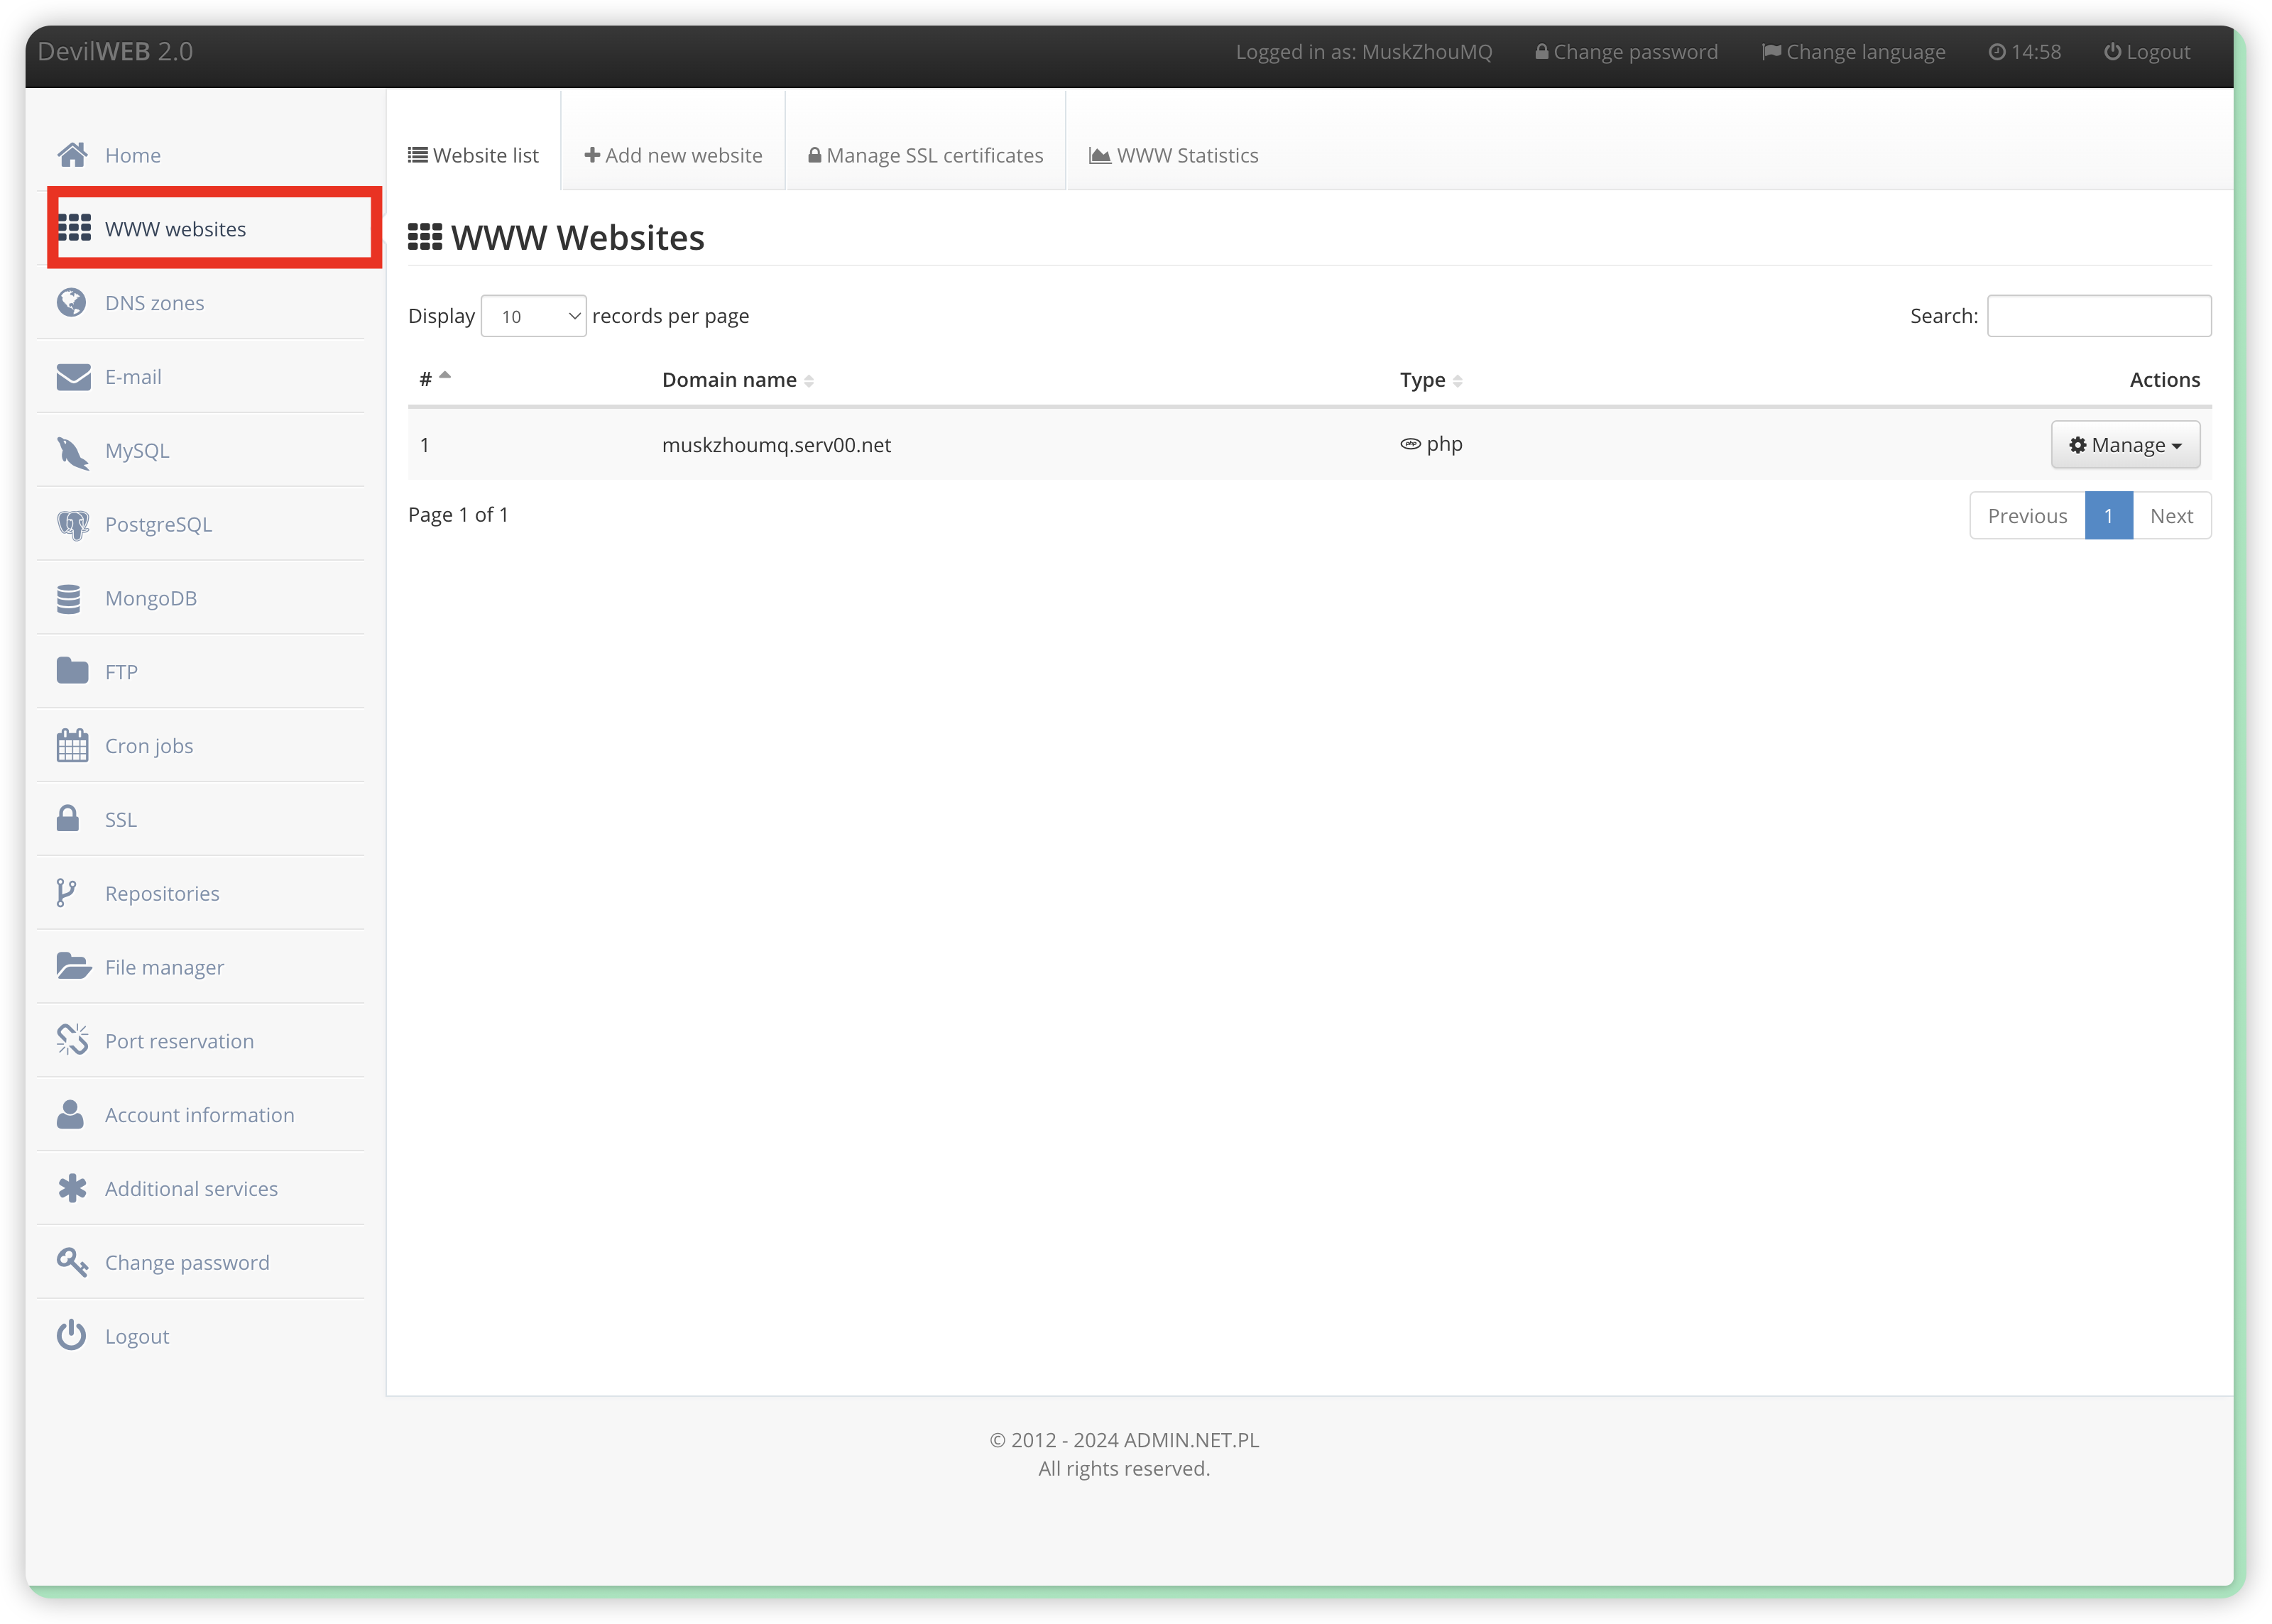 DevilWEB 2.0
Logged in as: MuskZhouMQ
Change password
Change language
14:58
Logout
Home
WWW websites
DNS zones
E-mail
MySQL
PostgreSQL
MongoDB
FTP
Cron jobs
SSL
Repositories
File manager
Port reservation
Account information
Additional services
Change password
Logout
Website list
Add new website
Manage SSL certificates
WWW Statistics
WWW Websites
Display 10 records per page
Search:
# Domain name Type Actions
1 muskzhoumq.serv00.net php php Manage
Page 1 of 1
Previous 1 Next
© 2012 - 2024 ADMIN.NET.PL
All rights reserved.